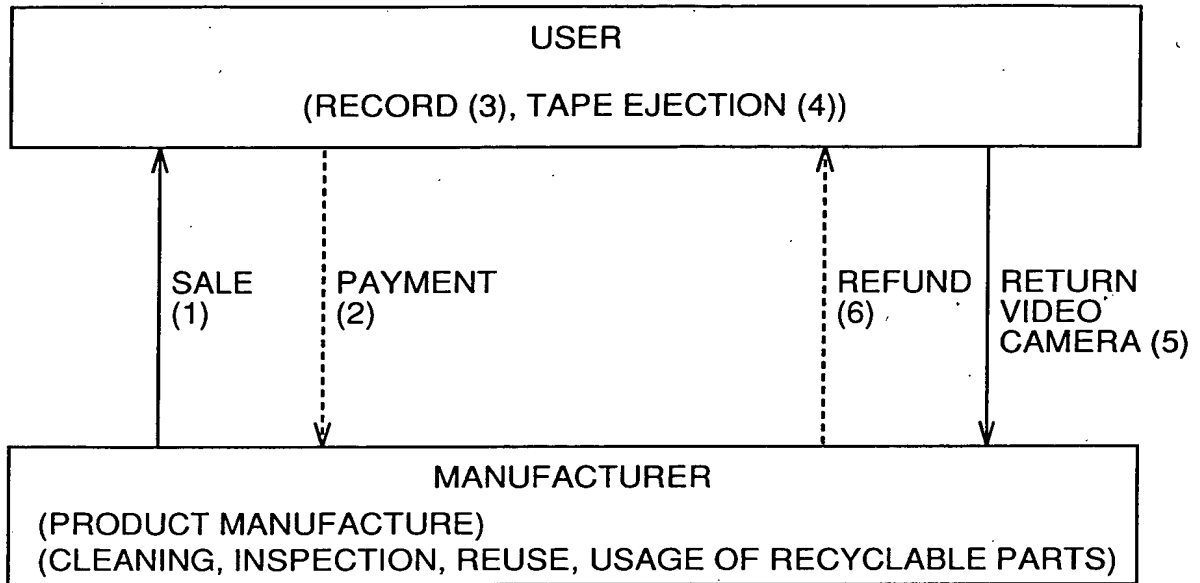 USER
(RECORD (3), TAPE EJECTION (4))
SALE
(1)
PAYMENT
(2)
REFUND
(6)
RETURN
VIDEO
CAMERA (5)
MANUFACTURER
(PRODUCT MANUFACTURE)
(CLEANING, INSPECTION, REUSE, USAGE OF RECYCLABLE PARTS)